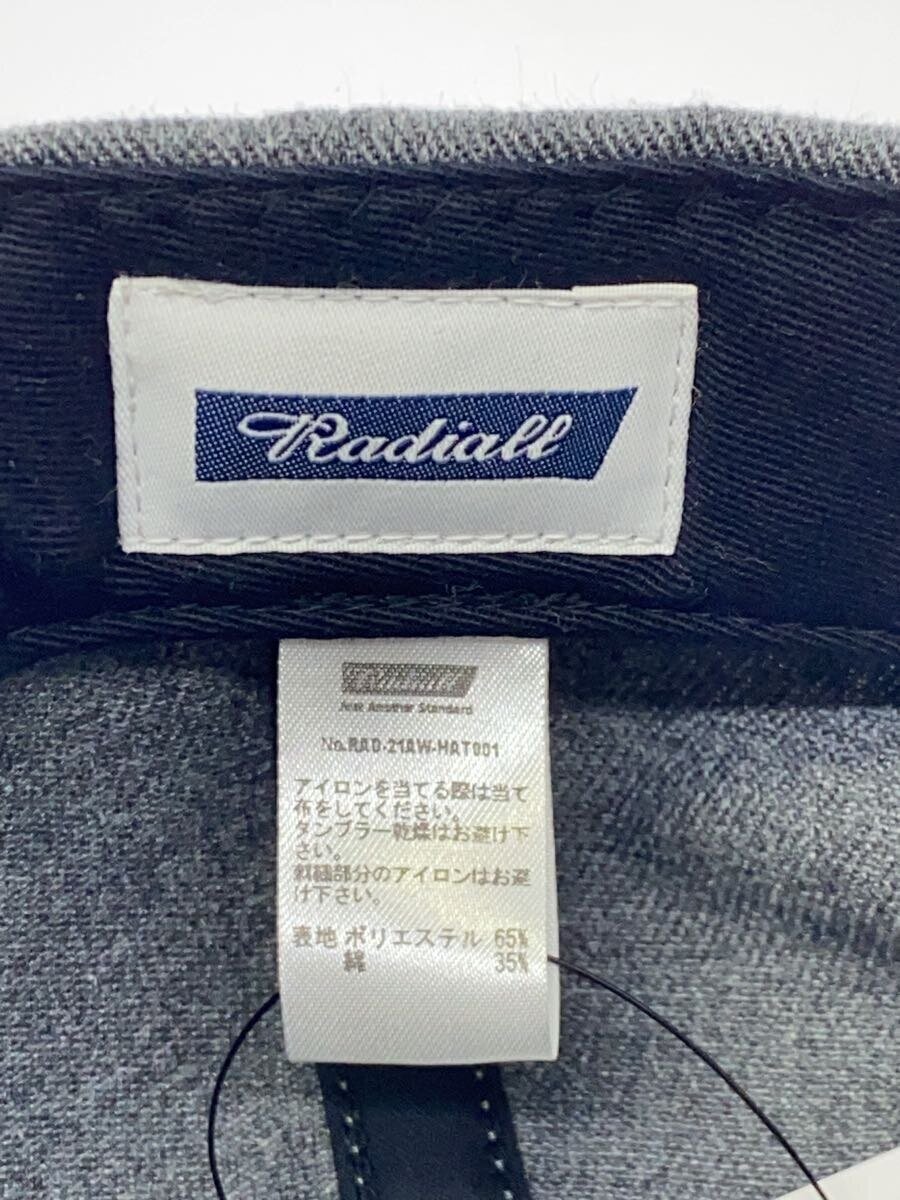 Radiall
Radiall
Just Another Standard
No.RAD-21AW-HAT001
アイロンを当てる際は当て
布をしてください。
タンブラー乾燥はお避け下
さい。
斜縫部分のアイロンはお避
け下さい。
表地 ポリエステル 65%
綿 35%